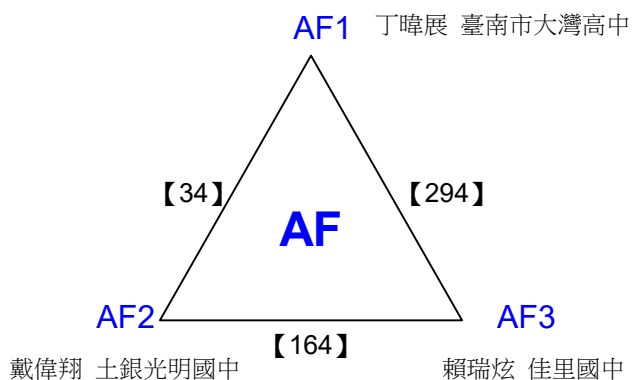 AF1 丁暐展 臺南市大灣高中
【34】 【294】
AF
AF2 AF3
【164】
戴偉翔 土銀光明國中 賴瑞炫 佳里國中